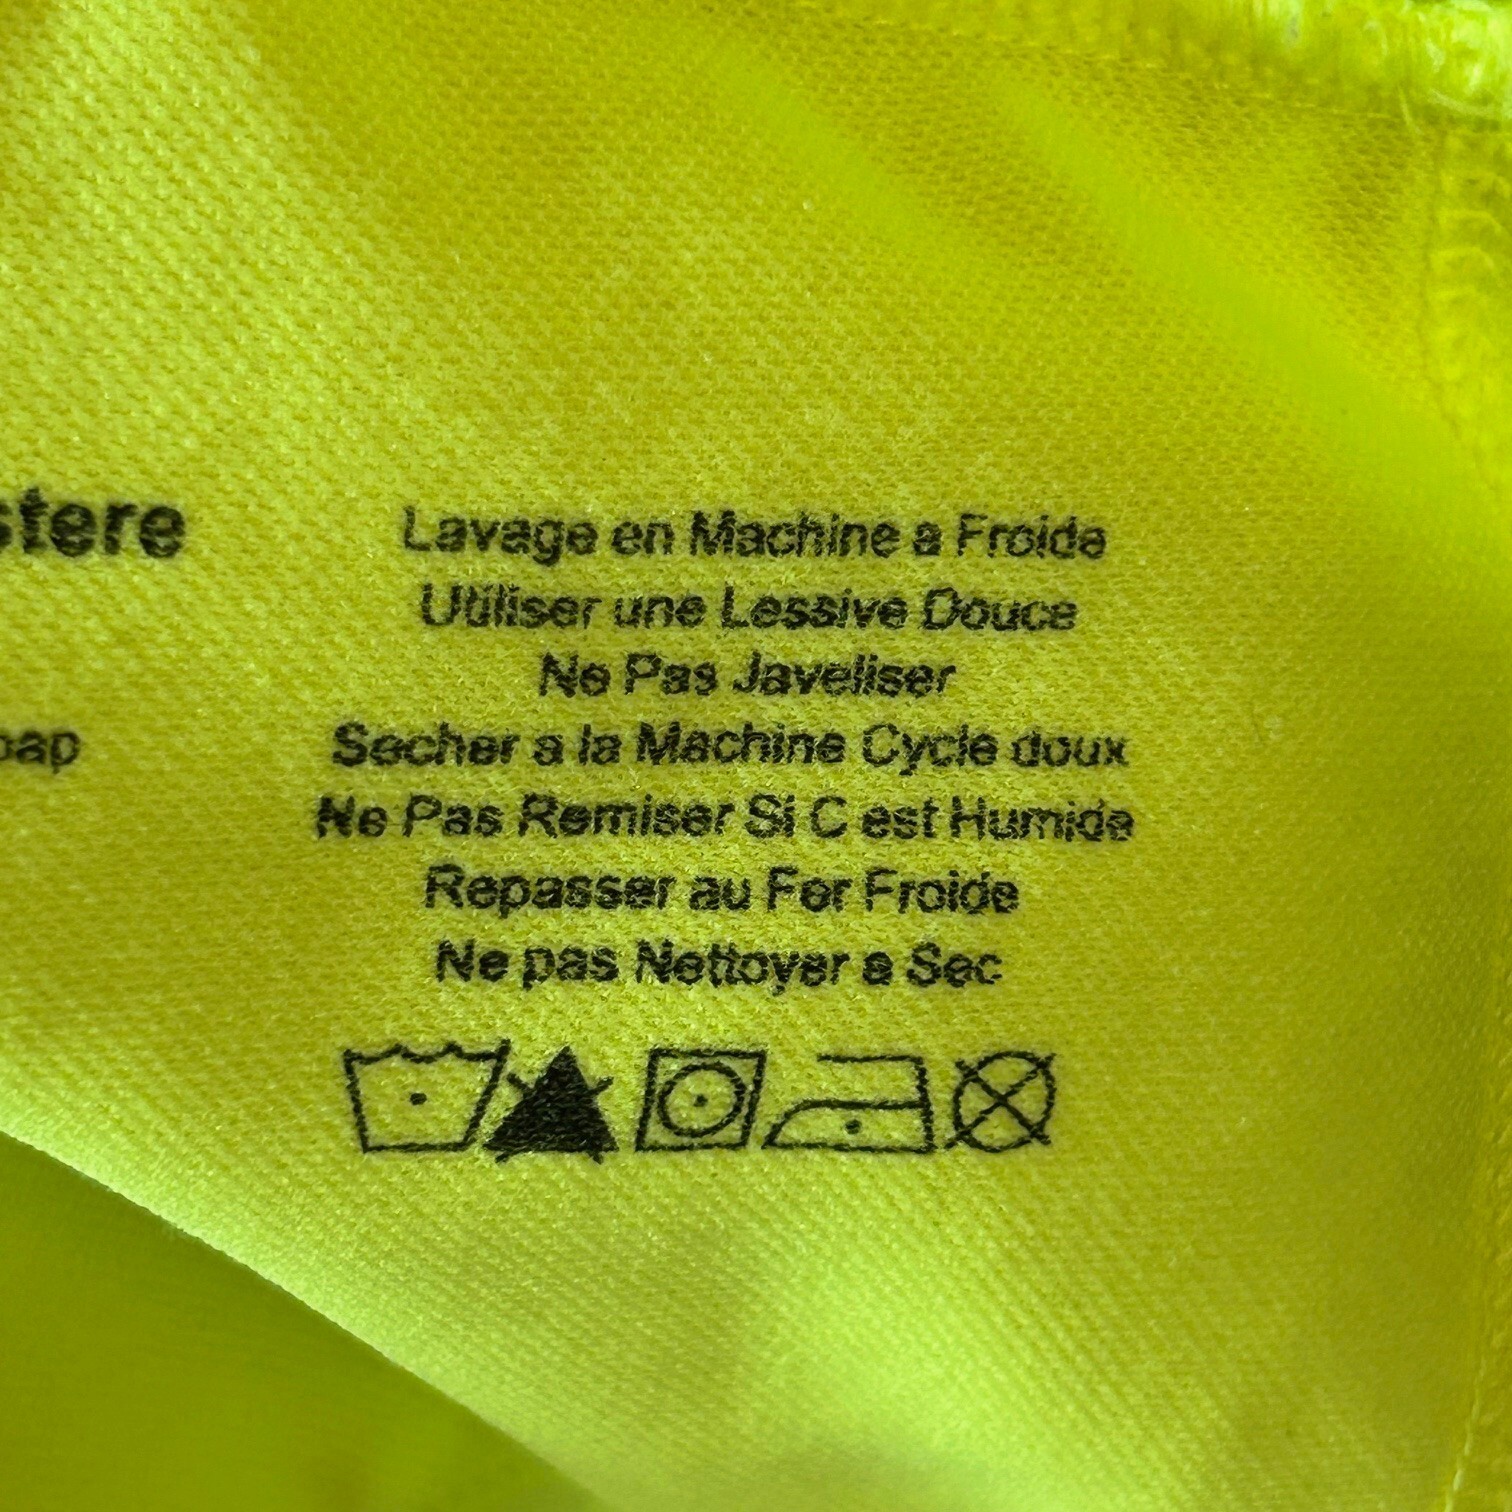 stere
Lavage en Machine a Froide
Utiliser une Lessive Douce
Ne Pas Javeliser
oap
Secher a la Machine Cycle doux
Ne Pas Remiser Si C est Humide
Repasser au Fer Froide
Ne pas Nettoyer a Sec